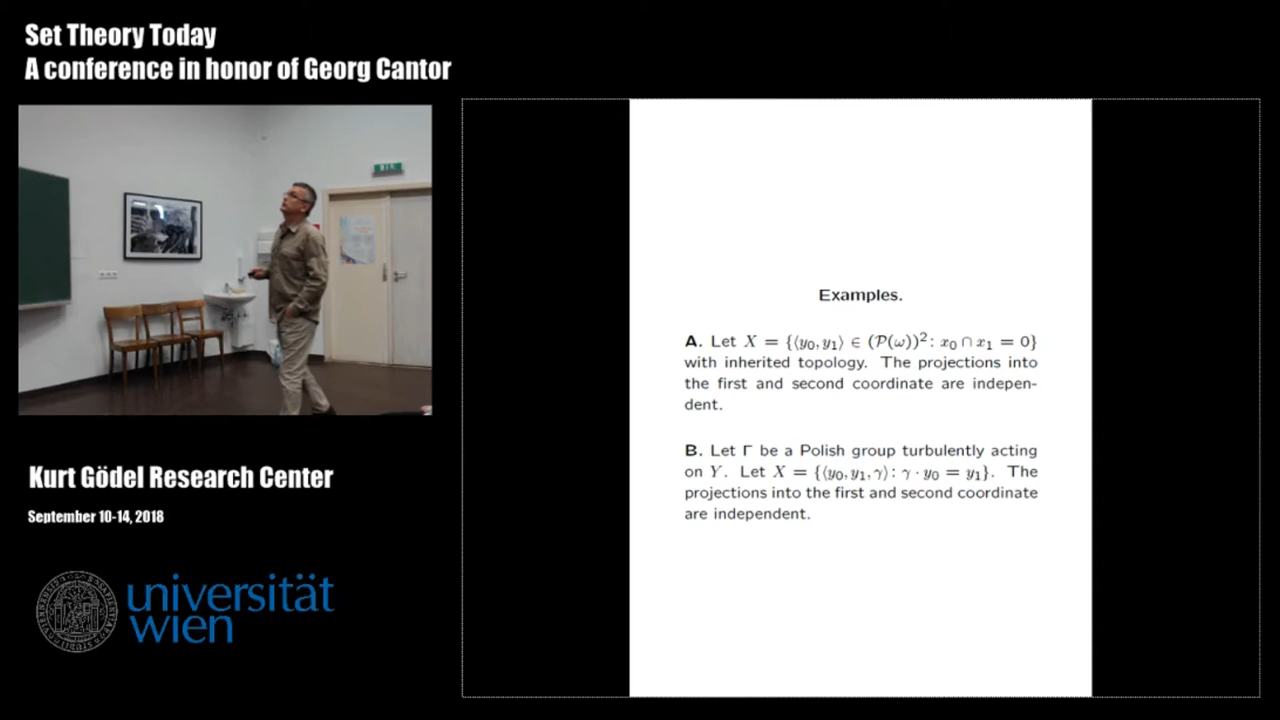 Set Theory Today
A conference in honor of Georg Cantor
Examples.
A. Let X = {⟨y₀, y₁⟩ ∈ (𝒫(ω))²: x₀ ∩ x₁ = 0}
with inherited topology. The projections into
the first and second coordinate are indepen-
dent.
B. Let Γ be a Polish group turbulently acting
on Y. Let X = {⟨y₀, y₁, γ⟩: γ · y₀ = y₁}. The
projections into the first and second coordinate
are independent.
Kurt Gödel Research Center
September 10-14, 2018
universität
wien